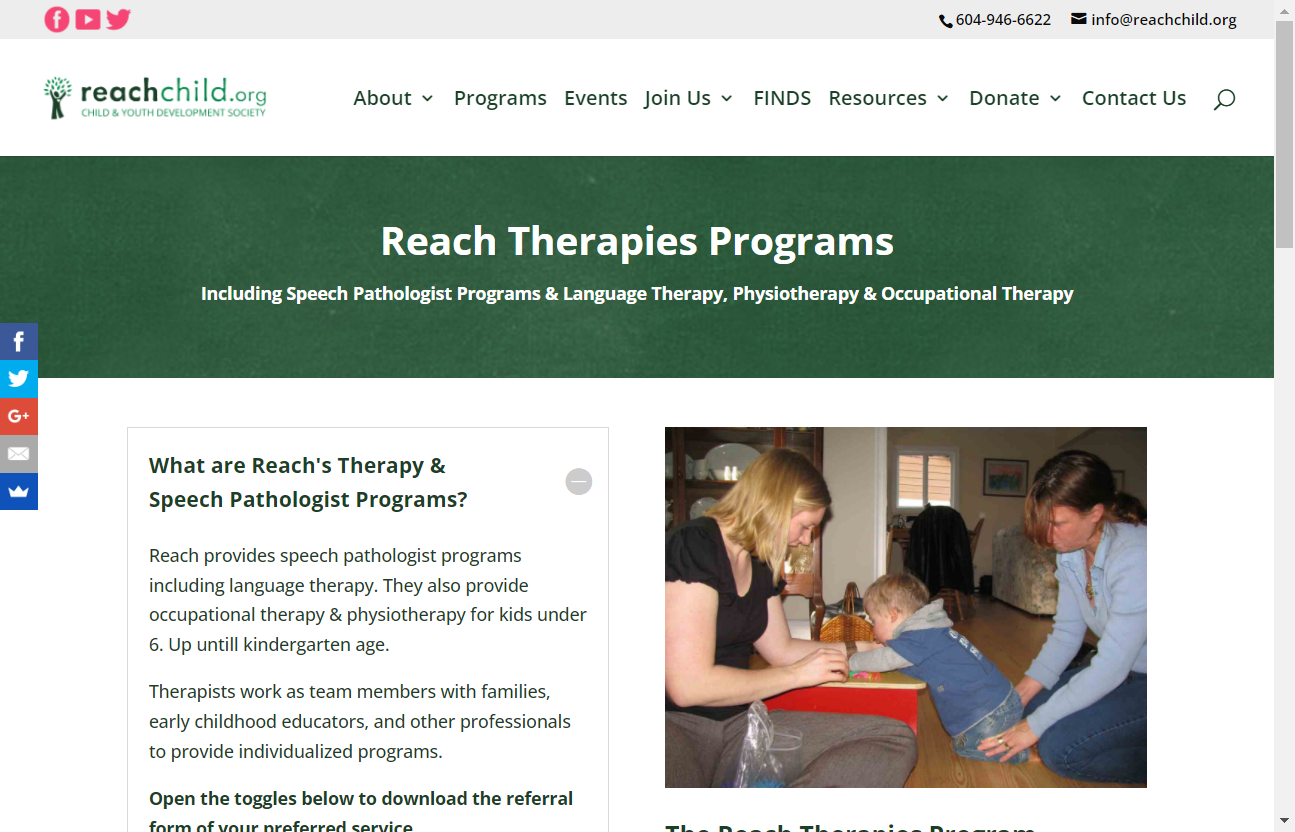 604-946-6622 info@reachchild.org
reachchild.org
CHILD & YOUTH DEVELOPMENT SOCIETY
About Programs Events Join Us FINDS Resources Donate Contact Us
Reach Therapies Programs
Including Speech Pathologist Programs & Language Therapy, Physiotherapy & Occupational Therapy
G+
What are Reach's Therapy &
Speech Pathologist Programs?
Reach provides speech pathologist programs
including language therapy. They also provide
occupational therapy & physiotherapy for kids under
6. Up untill kindergarten age.
Therapists work as team members with families,
early childhood educators, and other professionals
to provide individualized programs.
Open the toggles below to download the referral
form of your preferred service
The Reach Therapies Program